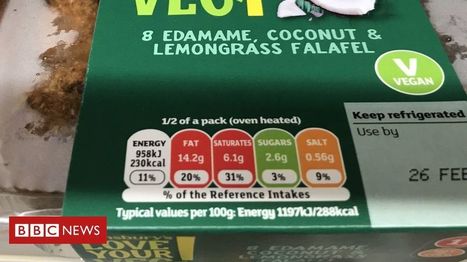 VEG!
8 EDAMAME, COCONUT &
LEMONGRASS FALAFEL
V
VEGAN
Keep refrigerated
Use by
26 FEB
1/2 of a pack (oven heated)
ENERGY
958kJ
230kcal
11%
FAT
14.2g
20%
SATURATES
6.1g
31%
SUGARS
2.6g
3%
SALT
0.56g
9%
% of the Reference Intakes
Typical values per 100g: Energy 1197kJ/288kcal
LOVE
YOUR
8 EDAMAME, COCONUT &
LEMONGRASS FALAFEL
BBC NEWS